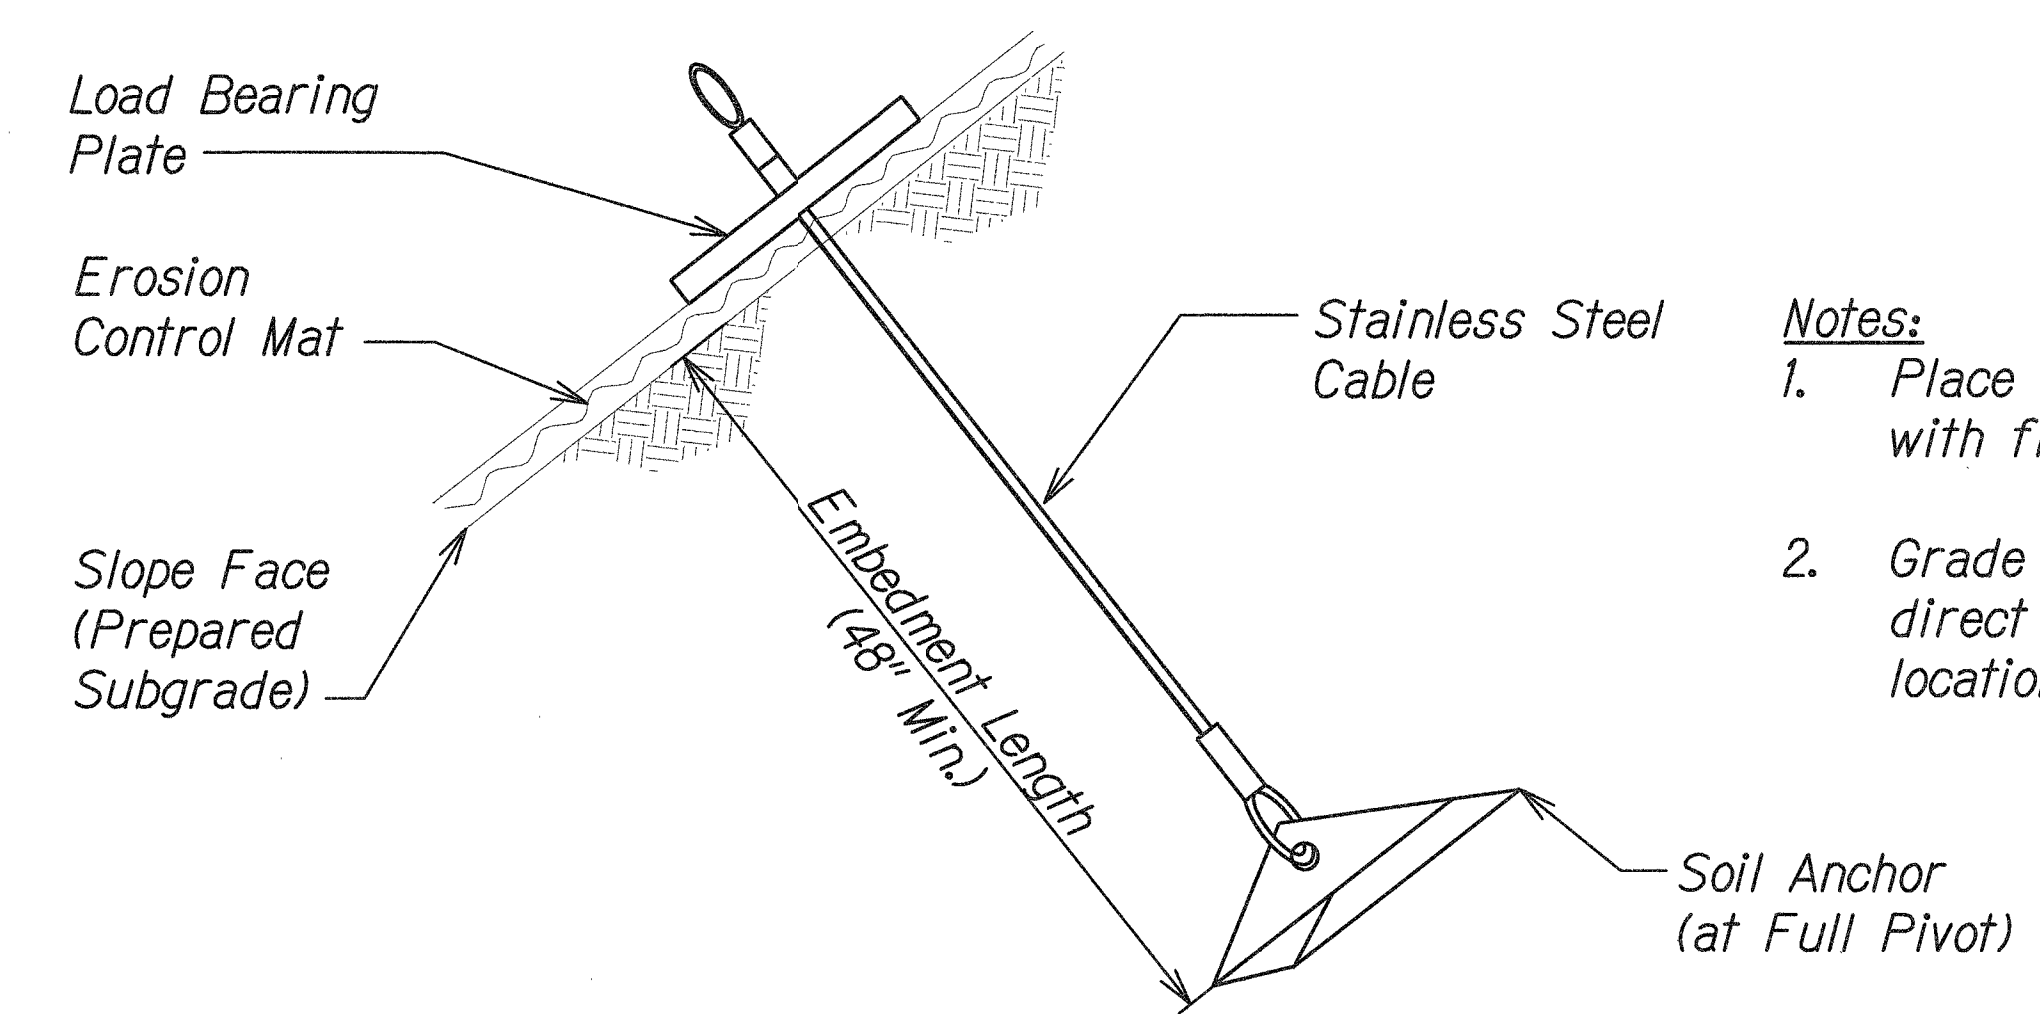 Load Bearing
Plate
Erosion
Control Mat
Slope Face
(Prepared
Subgrade)
Embedment Length
(48" Min.)
Stainless Steel
Cable
Soil Anchor
(at Full Pivot)
Notes:
1. Place
with
2. Grade
direct